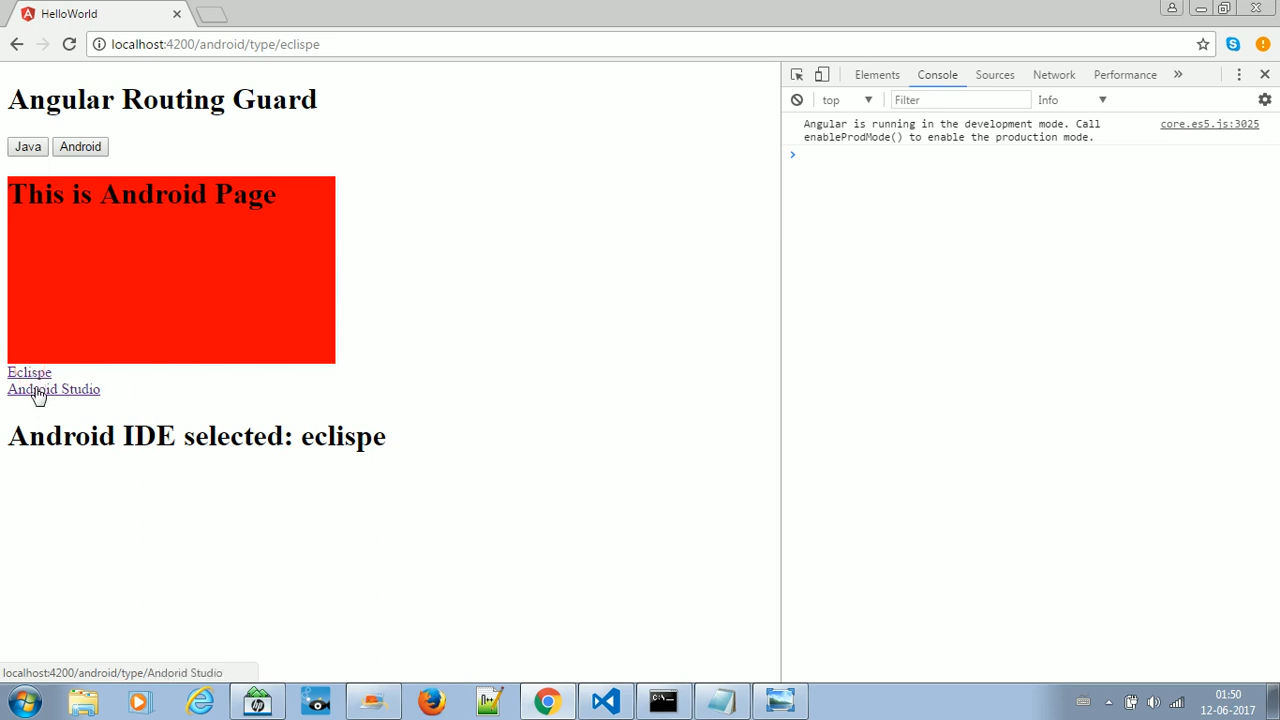 HelloWorld
localhost:4200/android/type/eclispe
Angular Routing Guard
Java Android
This is Android Page
Eclispe
Android Studio
Android IDE selected: eclispe
localhost:4200/android/type/Andorid Studio
Elements Console Sources Network Performance »
top Filter Info
Angular is running in the development mode. Call core.es5.js:3025
enableProdMode() to enable the production mode.
01:50
12-06-2017